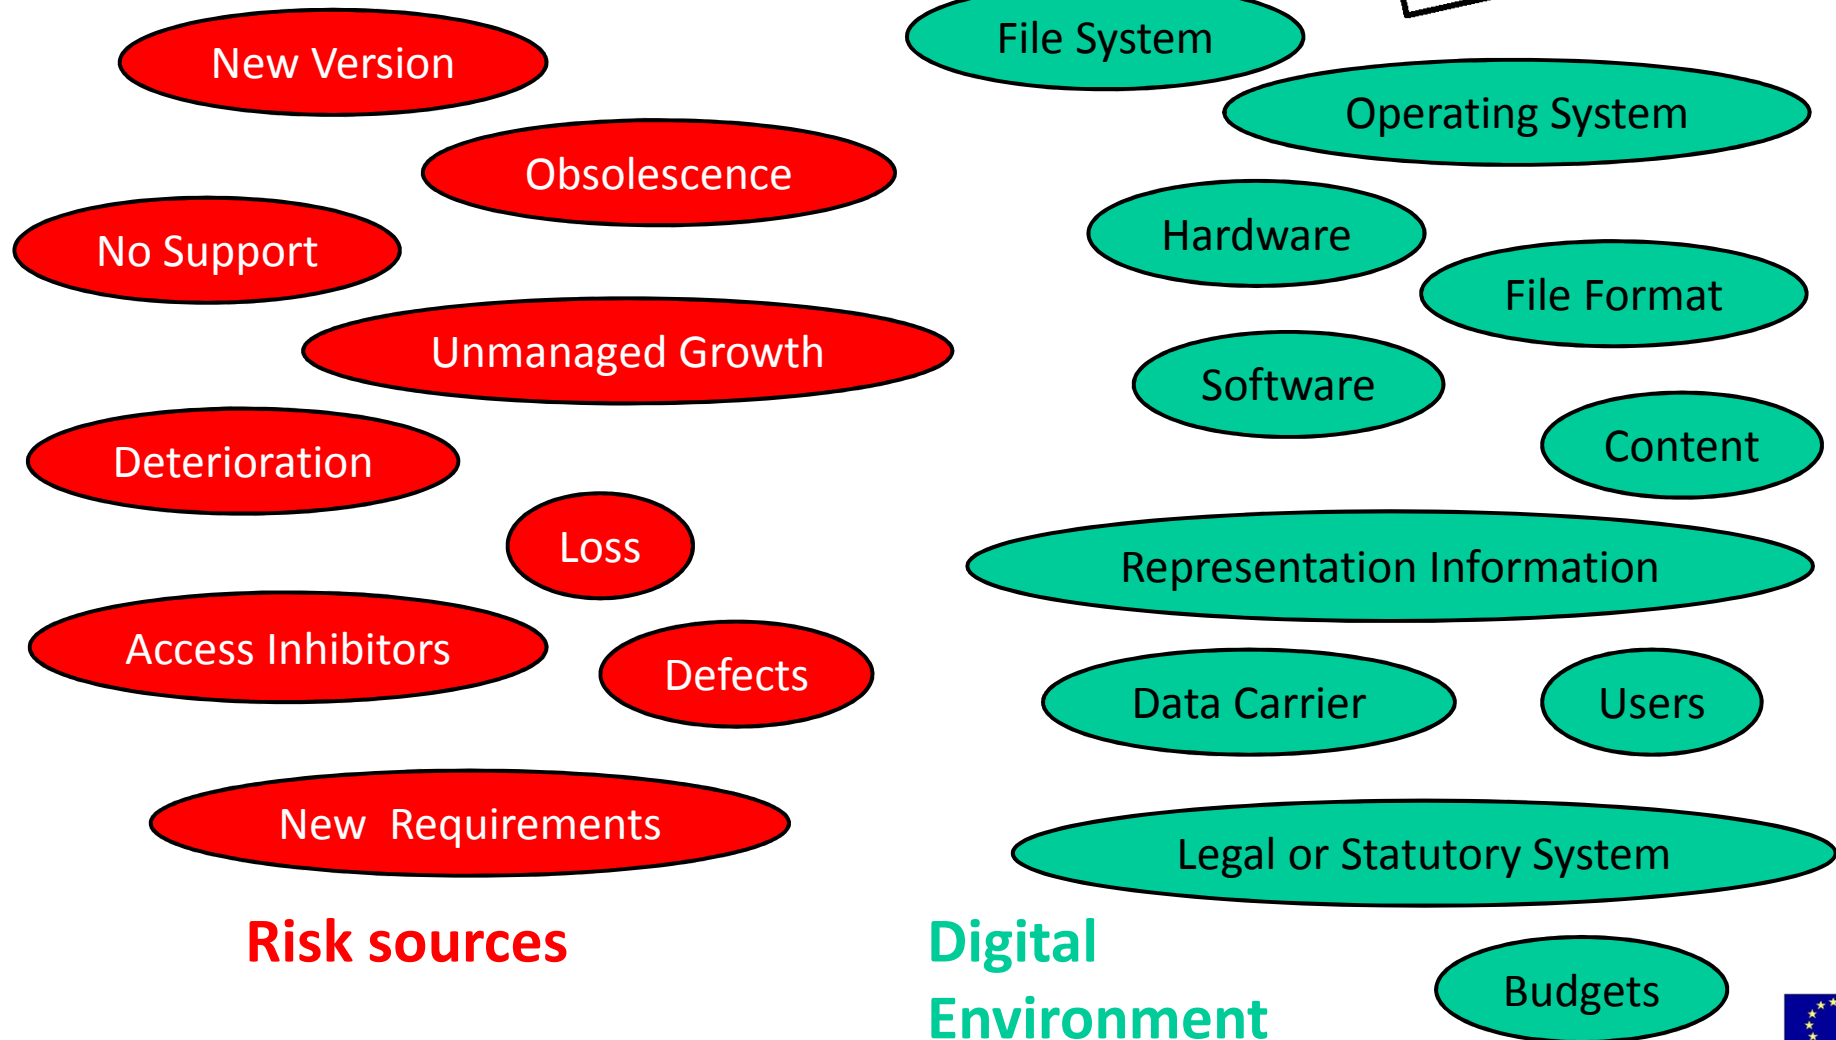 New Version
Obsolescence
No Support
Unmanaged Growth
Deterioration
Loss
Access Inhibitors
Defects
New  Requirements
Risk sources
File System
Operating System
Hardware
File Format
Software
Content
Representation Information
Data Carrier
Users
Legal or Statutory System
Budgets
Digital
Environment